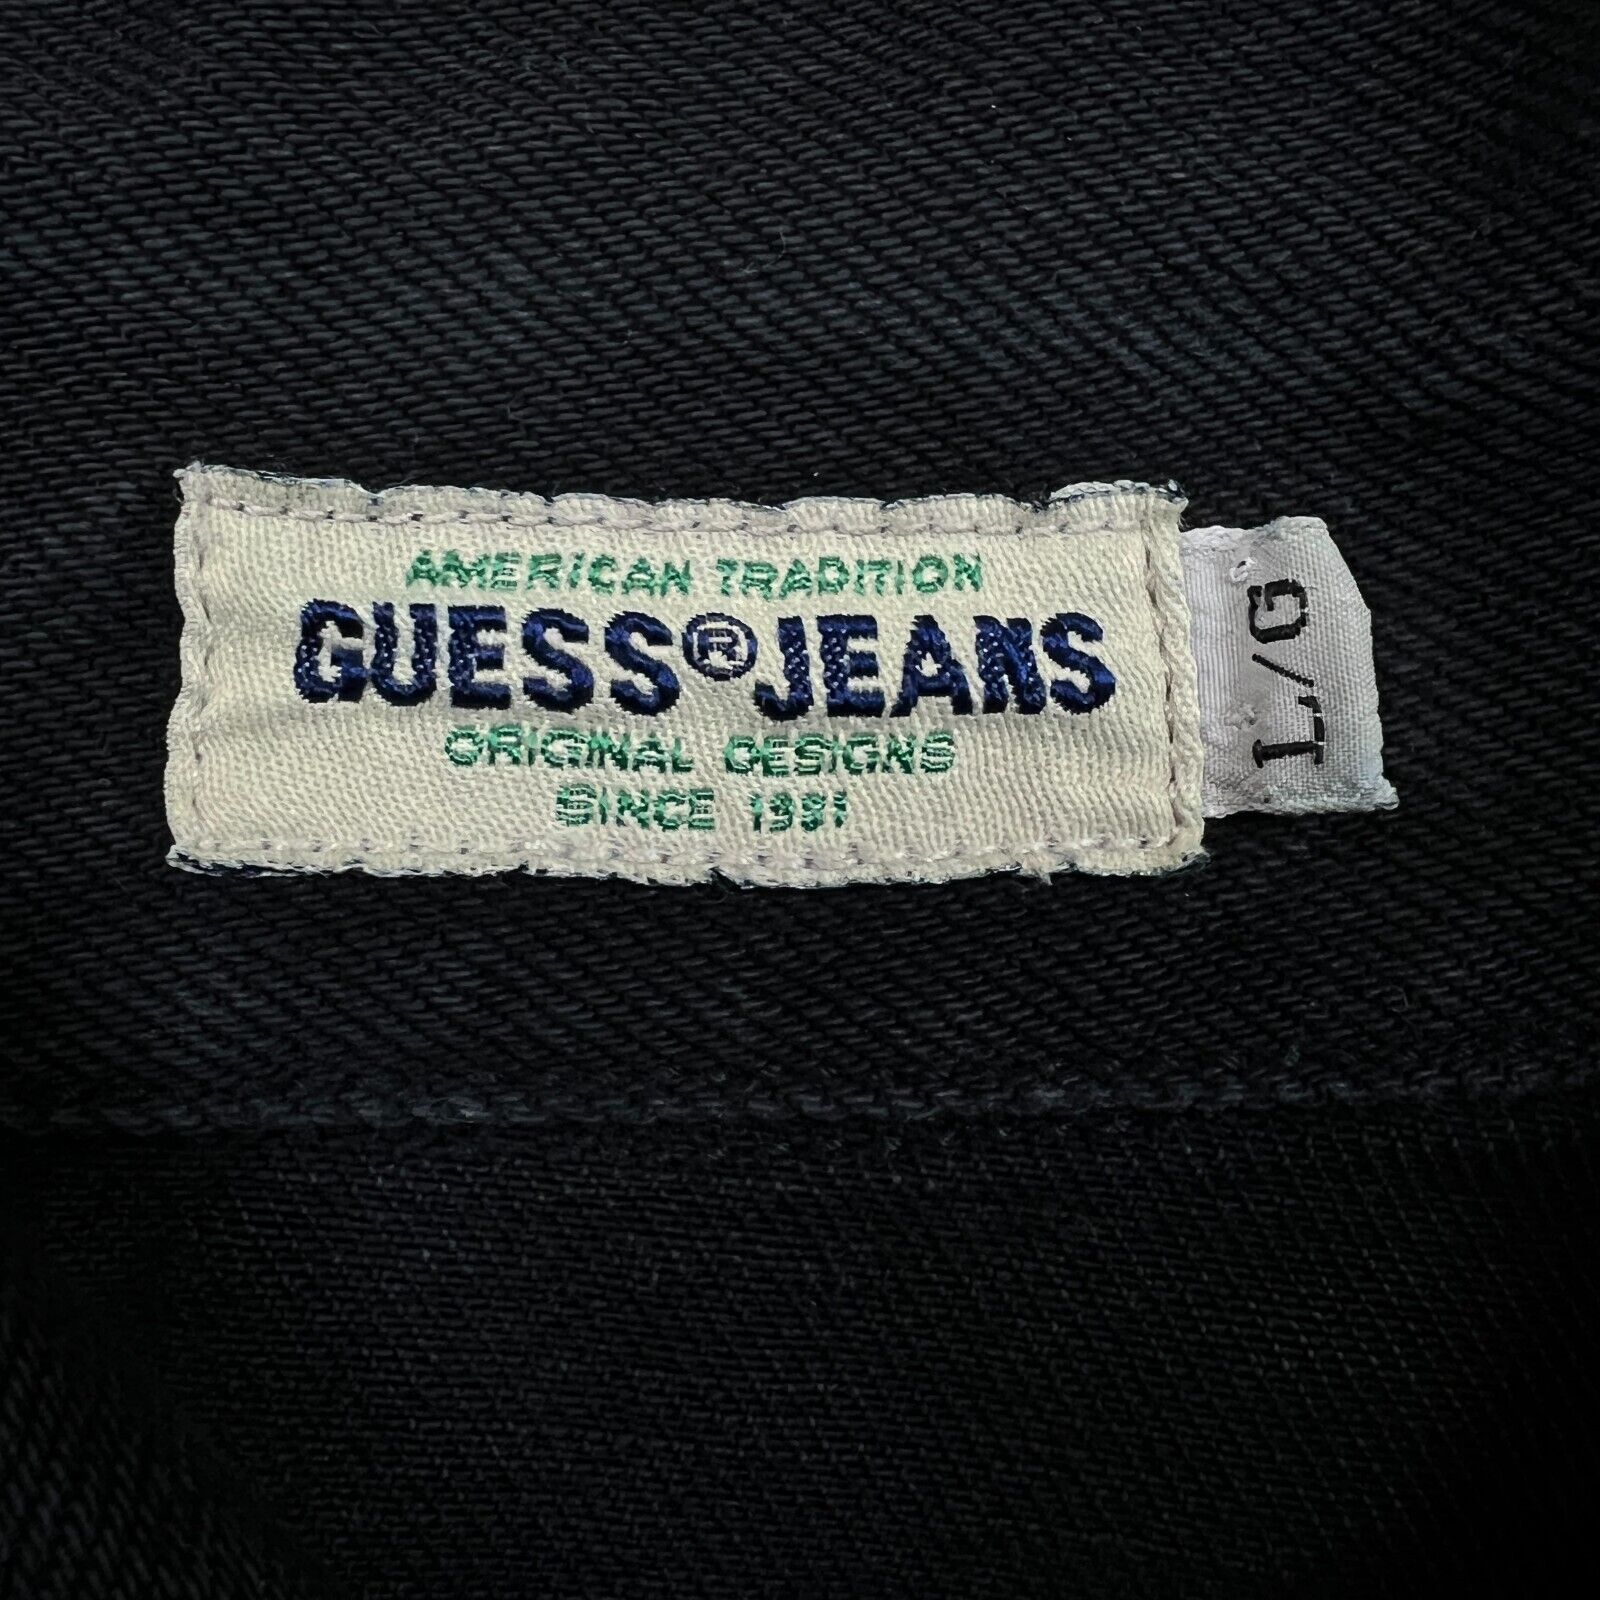 AMERICAN TRADITION
GUESS® JEANS
ORIGINAL DESIGNS
SINCE 1981
L/G